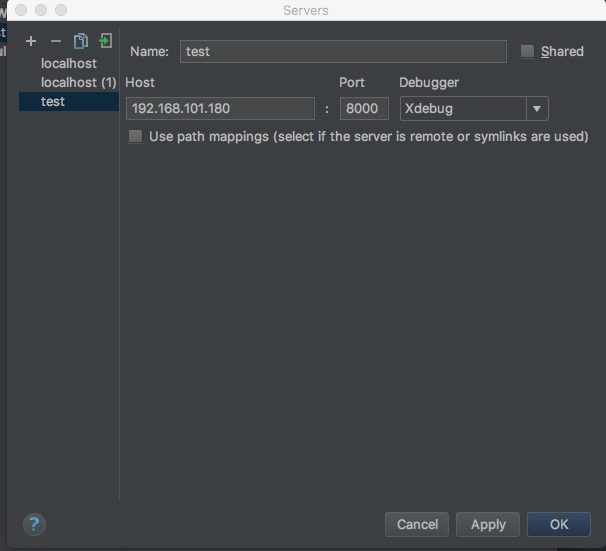 Servers
localhost
localhost (1)
test
Name: test Shared
Host Port Debugger
192.168.101.180 : 8000 Xdebug
Use path mappings (select if the server is remote or symlinks are used)
? Cancel Apply OK